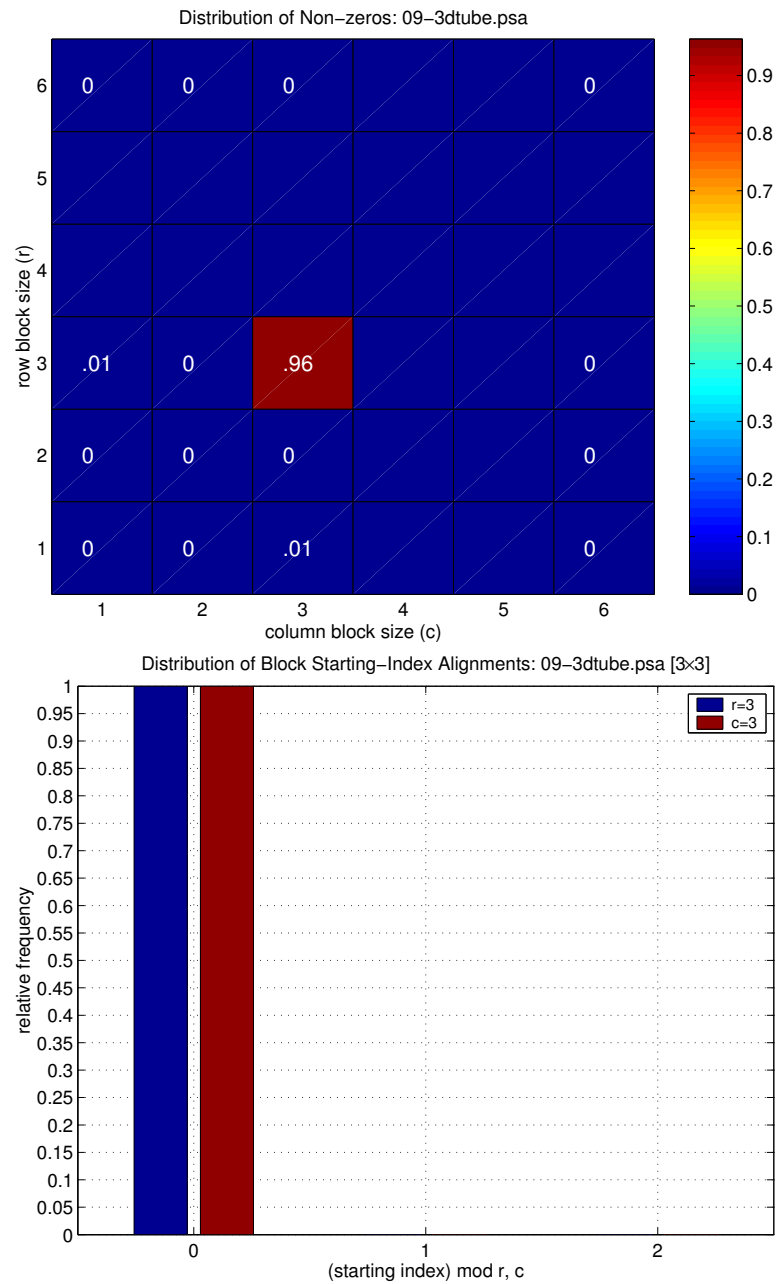 Distribution of Non−zeros: 09−3dtube.psa
6 0 0 0 0
5
4
3 .01 0 .96 0
2 0 0 0 0
1 0 0 .01 0
1 2 3 4 5 6
column block size (c)
row block size (r)
0.9
0.8
0.7
0.6
0.5
0.4
0.3
0.2
0.1
0
Distribution of Block Starting−Index Alignments: 09−3dtube.psa [3×3]
r=3
c=3
1
0.95
0.9
0.85
0.8
0.75
0.7
0.65
0.6
0.55
0.5
0.45
0.4
0.35
0.3
0.25
0.2
0.15
0.1
0.05
0
relative frequency
0 1 2
(starting index) mod r, c